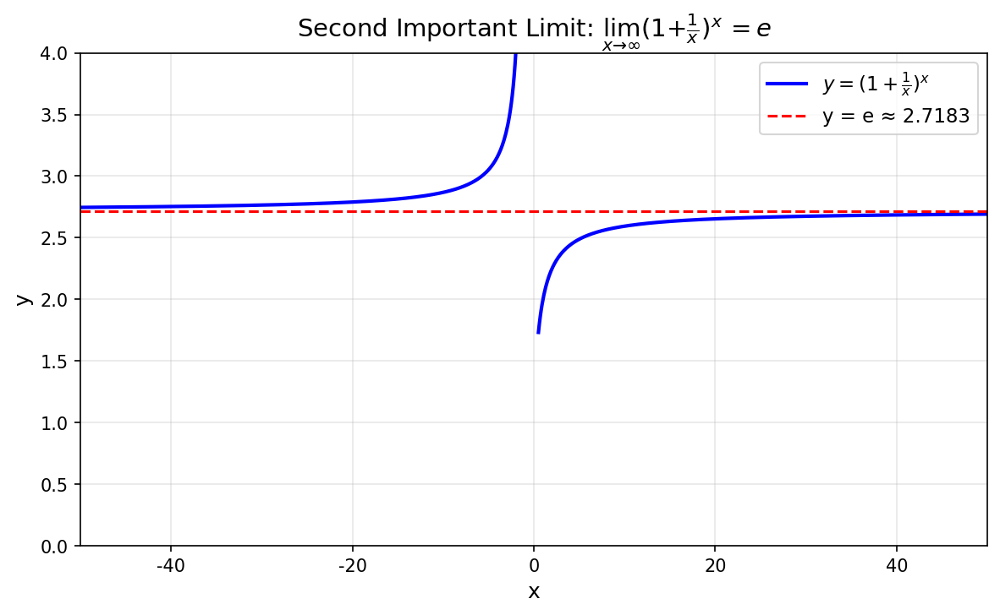 Second Important Limit: lim x→∞ (1+1/x)^x = e
y = (1 + 1/x)^x
y = e ≈ 2.7183
y
4.0
3.5
3.0
2.5
2.0
1.5
1.0
0.5
0.0
-40 -20 0 20 40
x